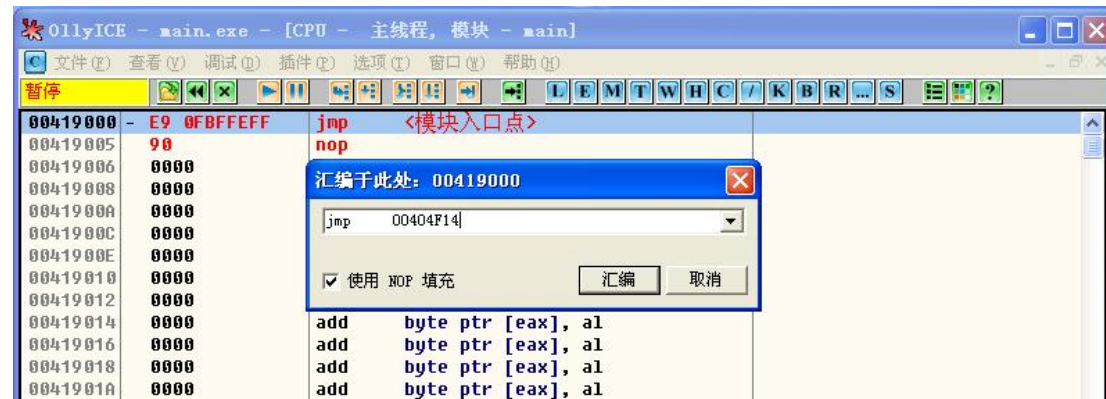 OllyICE - main.exe - [CPU - 主线程, 模块 - main]
C 文件(F) 查看(V) 调试(D) 插件(P) 选项(T) 窗口(W) 帮助(H)
暂停 L E M T W H C / K B R ... S ?
00419000 - E9 0FBFFEFF jmp <模块入口点>
00419005 90 nop
00419006 0000
00419008 0000
0041900A 0000
0041900C 0000
0041900E 0000
00419010 0000
00419012 0000
汇编于此处: 00419000
jmp 00404F14
使用 NOP 填充 汇编 取消
00419014 0000 add byte ptr [eax], al
00419016 0000 add byte ptr [eax], al
00419018 0000 add byte ptr [eax], al
0041901A 0000 add byte ptr [eax], al